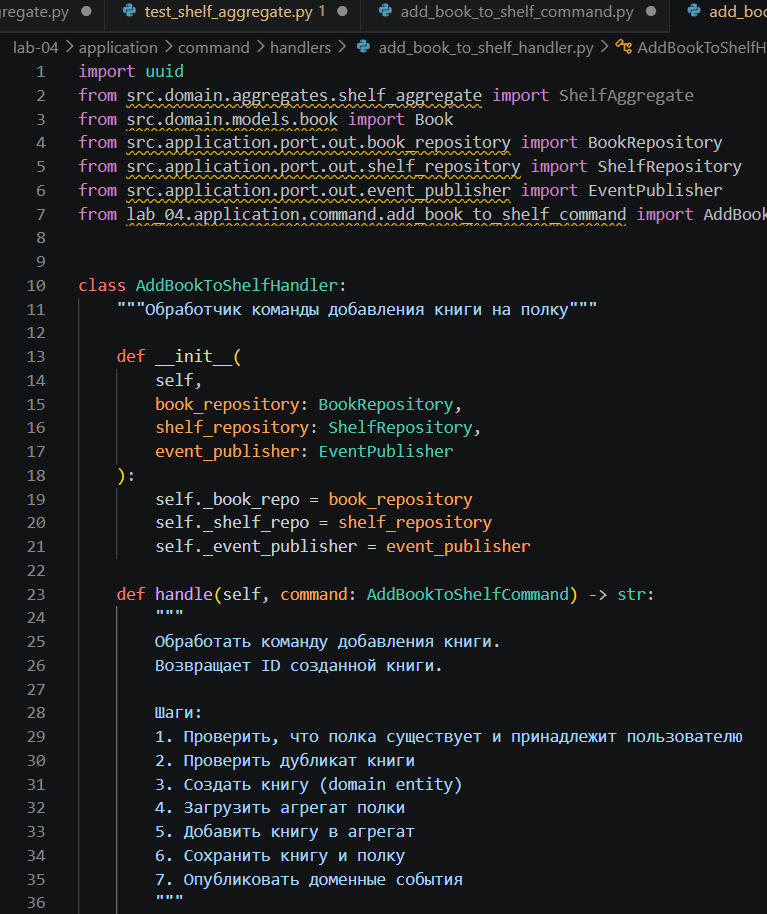 gregate.py ● test_shelf_aggregate.py 1 ● add_book_to_shelf_command.py ● add_boo
lab-04 > application > command > handlers > add_book_to_shelf_handler.py > AddBookToShelfH
1 import uuid
2 from src.domain.aggregates.shelf_aggregate import ShelfAggregate
3 from src.domain.models.book import Book
4 from src.application.port.out.book_repository import BookRepository
5 from src.application.port.out.shelf_repository import ShelfRepository
6 from src.application.port.out.event_publisher import EventPublisher
7 from lab_04.application.command.add_book_to_shelf_command import AddBook
8
9
10 class AddBookToShelfHandler:
11     """Обработчик команды добавления книги на полку"""
12
13     def __init__(
14         self,
15         book_repository: BookRepository,
16         shelf_repository: ShelfRepository,
17         event_publisher: EventPublisher
18     ):
19         self._book_repo = book_repository
20         self._shelf_repo = shelf_repository
21         self._event_publisher = event_publisher
22
23     def handle(self, command: AddBookToShelfCommand) -> str:
24         """
25         Обработать команду добавления книги.
26         Возвращает ID созданной книги.
27
28         Шаги:
29         1. Проверить, что полка существует и принадлежит пользователю
30         2. Проверить дубликат книги
31         3. Создать книгу (domain entity)
32         4. Загрузить агрегат полки
33         5. Добавить книгу в агрегат
34         6. Сохранить книгу и полку
35         7. Опубликовать доменные события
36         """